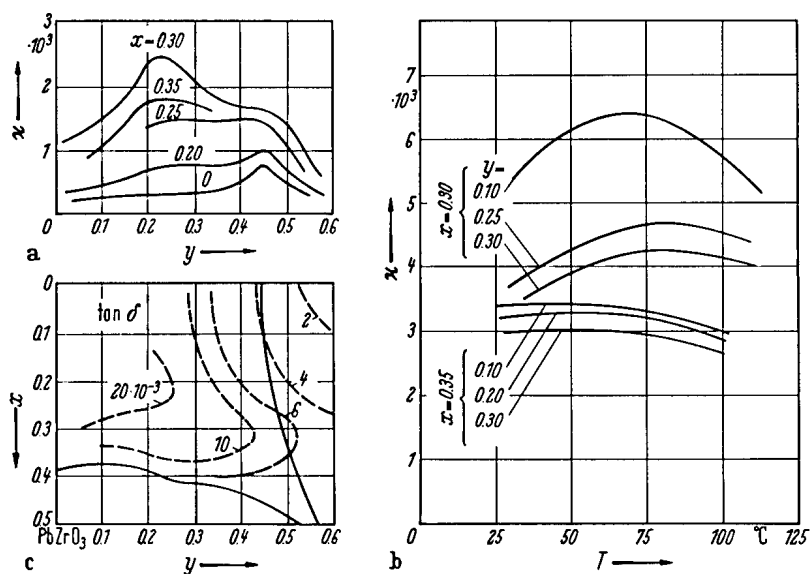 3
·10³
2
1
ϰ
x=0.30
0.35
0.25
0.20
0
0 0.1 0.2 0.3 0.4 0.5 0.6
a
y
tan δ
0
0.1
0.2
0.3
0.4
0.5
x
20·10⁻³
10
6
4
2
PbZrO₃
0.1 0.2 0.3 0.4 0.5 0.6
c
y
7
·10³
6
5
4
3
2
1
ϰ
x=0.30
y=
0.10
0.25
0.30
x=0.35
0.10
0.20
0.30
0 25 50 75 100 °C 125
b
T